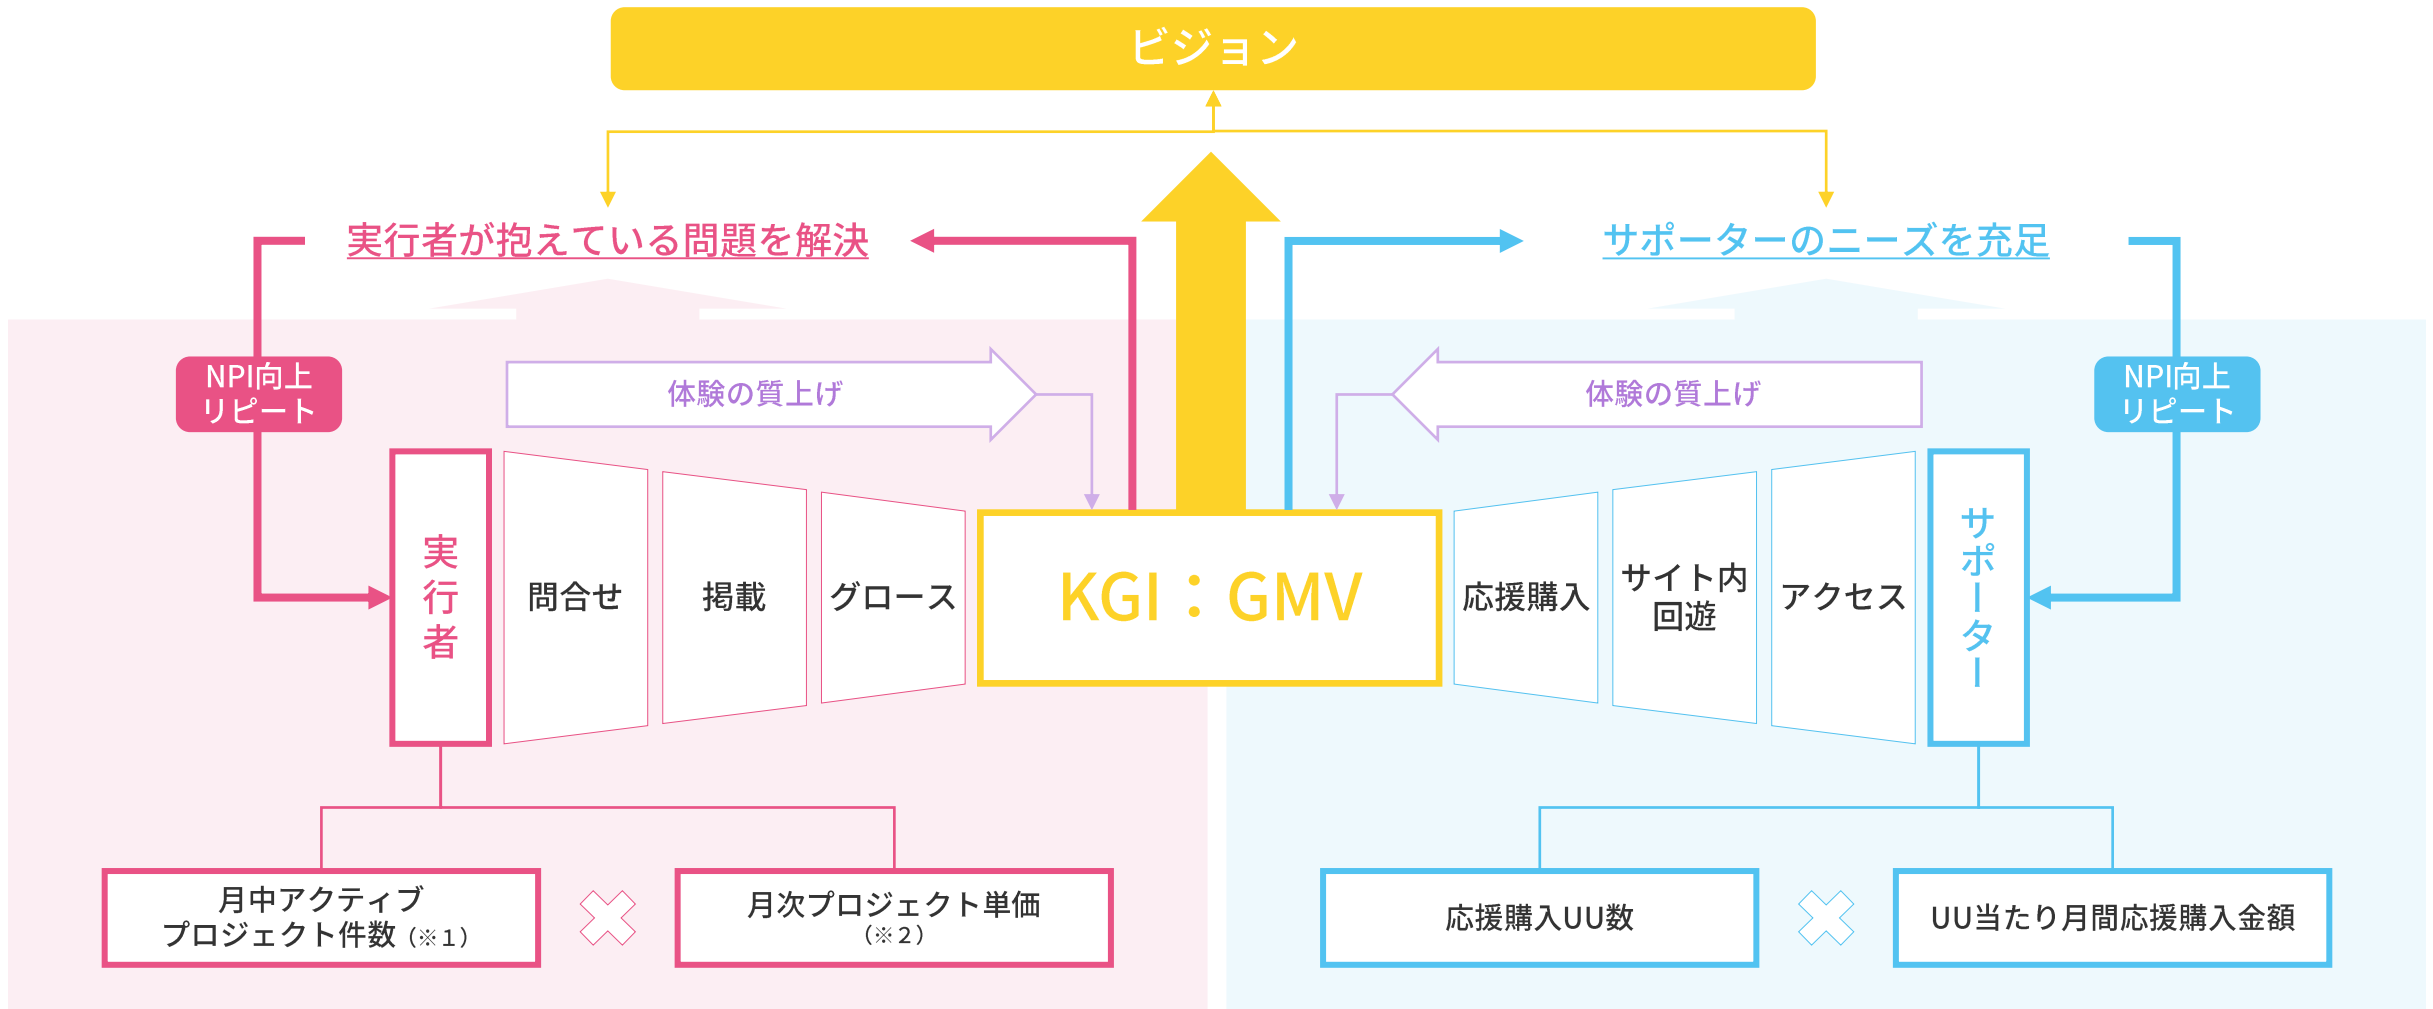 ビジョン
実行者が抱えている問題を解決
サポーターのニーズを充足
NPI向上
リピート
体験の質上げ
体験の質上げ
NPI向上
リピート
実行者
問合せ
掲載
グロース
KGI：GMV
応援購入
サイト内
回遊
アクセス
サポーター
月中アクティブ
プロジェクト件数（※１）
月次プロジェクト単価
（※２）
応援購入UU数
UU当たり月間応援購入金額